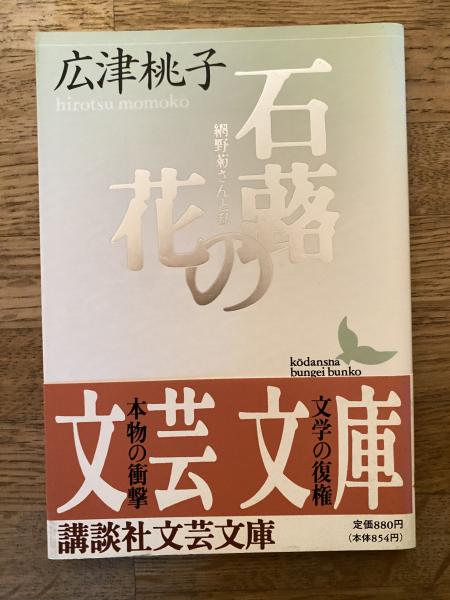 広津桃子
hirotsu momoko
石蕗の花
網野菊さんと私
kōdansha
bungei bunko
文芸文庫
文学の復権
本物の衝撃
講談社文芸文庫
定価880円
(本体854円)